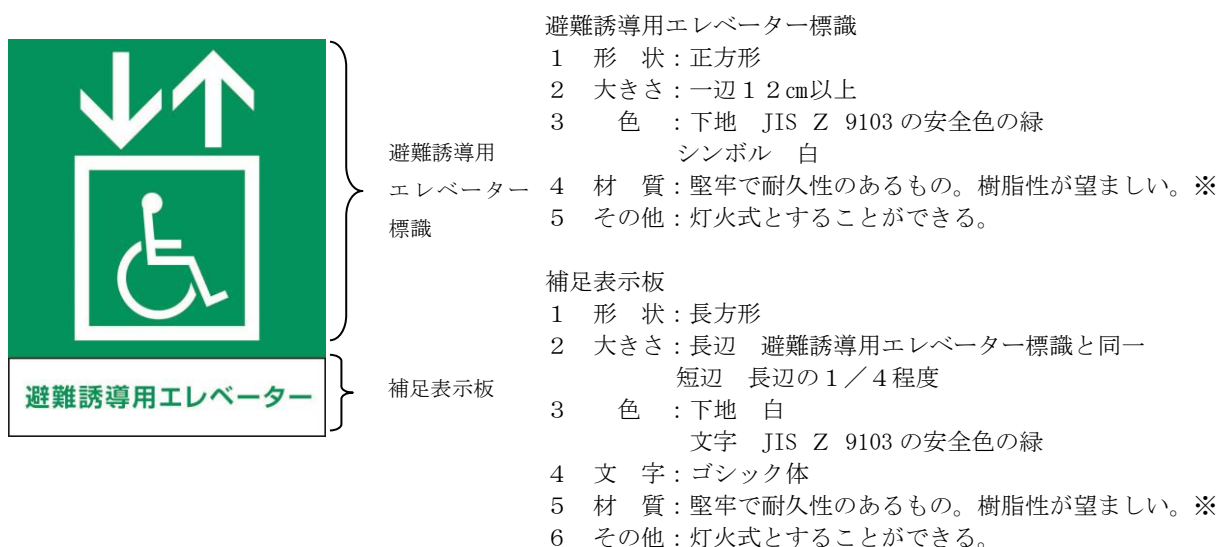 避難誘導用エレベーター
避難誘導用
エレベーター
標識
補足表示板
避難誘導用エレベーター標識
1　形　状：正方形
2　大きさ：一辺１２㎝以上
3　　色　：下地　JIS Z 9103 の安全色の緑
シンボル　白
4　材　質：堅牢で耐久性のあるもの。樹脂性が望ましい。※
5　その他：灯火式とすることができる。
補足表示板
1　形　状：長方形
2　大きさ：長辺　避難誘導用エレベーター標識と同一
短辺　長辺の１／４程度
3　　色　：下地　白
文字　JIS Z 9103 の安全色の緑
4　文　字：ゴシック体
5　材　質：堅牢で耐久性のあるもの。樹脂性が望ましい。※
6　その他：灯火式とすることができる。